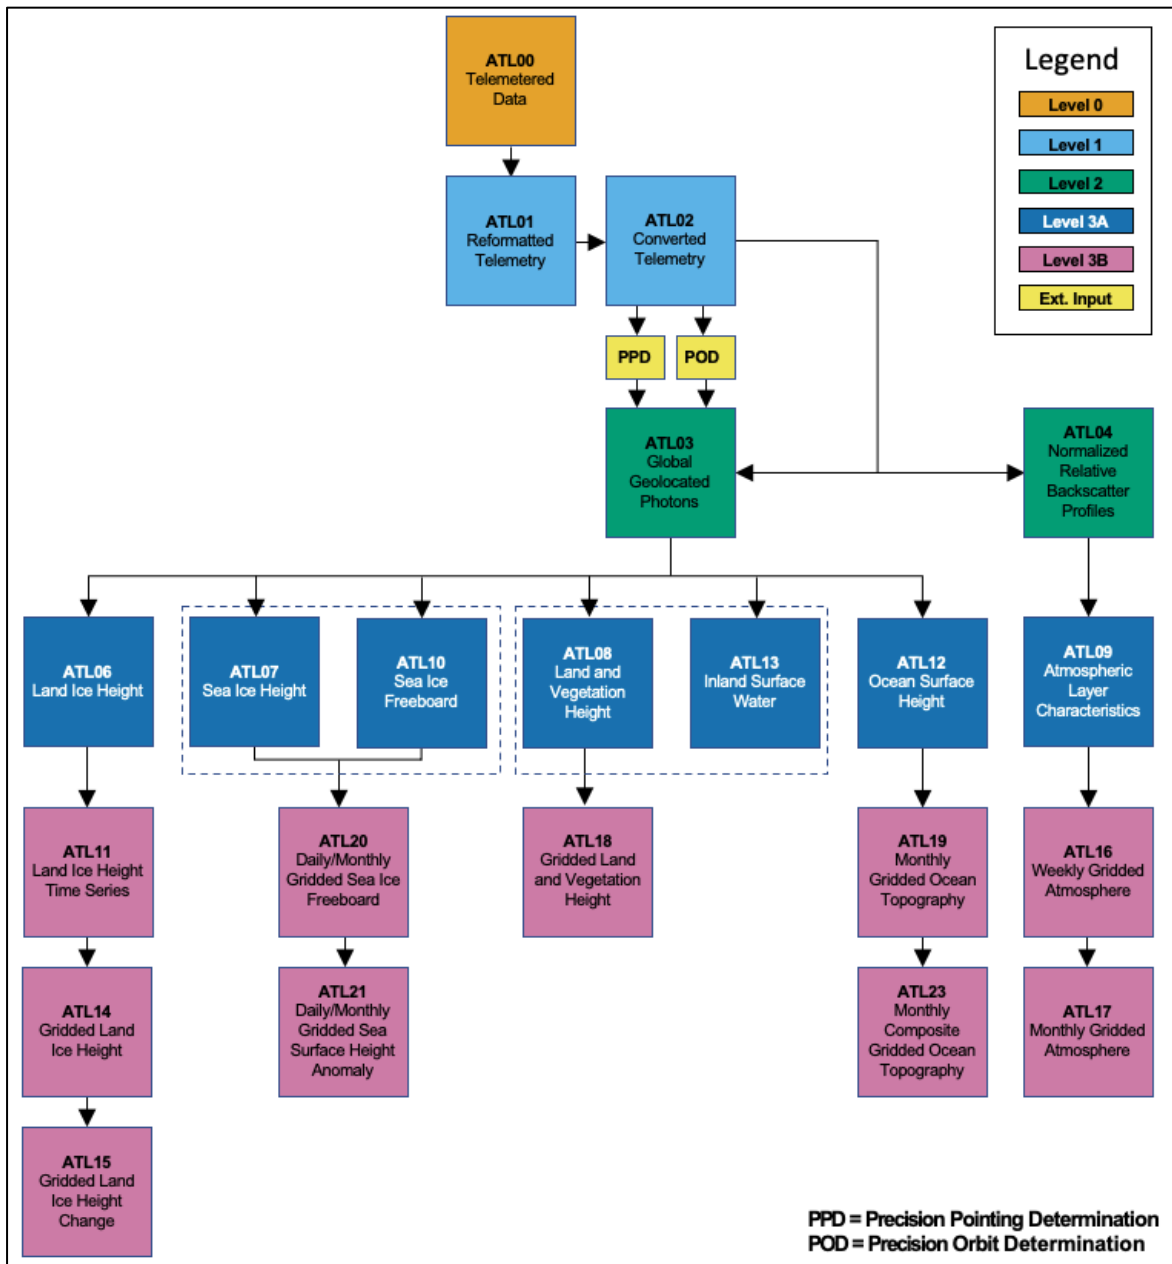 ATL00
Telemetered
Data
Legend
Level 0
Level 1
Level 2
Level 3A
Level 3B
Ext. Input
ATL01
Reformatted
Telemetry
ATL02
Converted
Telemetry
PPD
POD
ATL03
Global
Geolocated
Photons
ATL04
Normalized
Relative
Backscatter
Profiles
ATL06
Land Ice Height
ATL07
Sea Ice Height
ATL10
Sea Ice
Freeboard
ATL08
Land and
Vegetation
Height
ATL13
Inland Surface
Water
ATL12
Ocean Surface
Height
ATL09
Atmospheric
Layer
Characteristics
ATL11
Land Ice Height
Time Series
ATL20
Daily/Monthly
Gridded Sea Ice
Freeboard
ATL18
Gridded Land
and Vegetation
Height
ATL19
Monthly
Gridded Ocean
Topography
ATL16
Weekly Gridded
Atmosphere
ATL14
Gridded Land
Ice Height
ATL21
Daily/Monthly
Gridded Sea
Surface Height
Anomaly
ATL23
Monthly
Composite
Gridded Ocean
Topography
ATL17
Monthly Gridded
Atmosphere
ATL15
Gridded Land
Ice Height
Change
PPD = Precision Pointing Determination
POD = Precision Orbit Determination